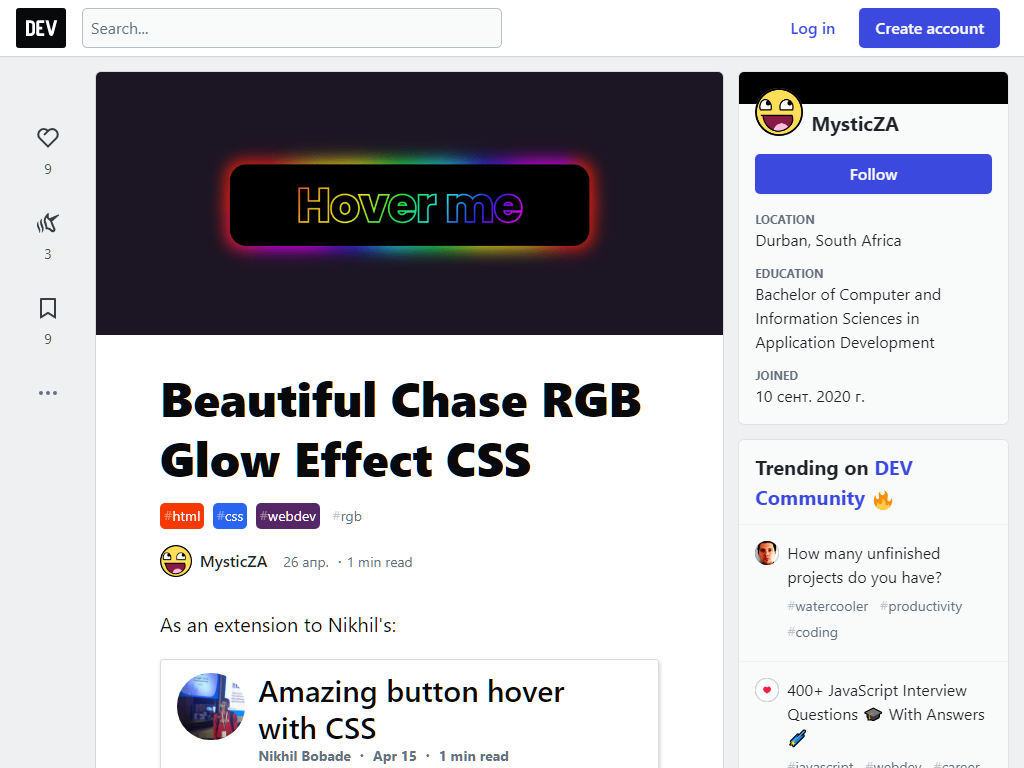 DEV
Search...
Log in
Create account
Hover me
9
3
9
Beautiful Chase RGB
Glow Effect CSS
#html #css #webdev #rgb
MysticZA 26 апр. · 1 min read
As an extension to Nikhil's:
Amazing button hover
with CSS
Nikhil Bobade · Apr 15 · 1 min read
MysticZA
Follow
LOCATION
Durban, South Africa
EDUCATION
Bachelor of Computer and
Information Sciences in
Application Development
JOINED
10 сент. 2020 г.
Trending on DEV
Community 🔥
How many unfinished
projects do you have?
#watercooler #productivity
#coding
400+ JavaScript Interview
Questions 🎓 With Answers
#javascript #webdev #career